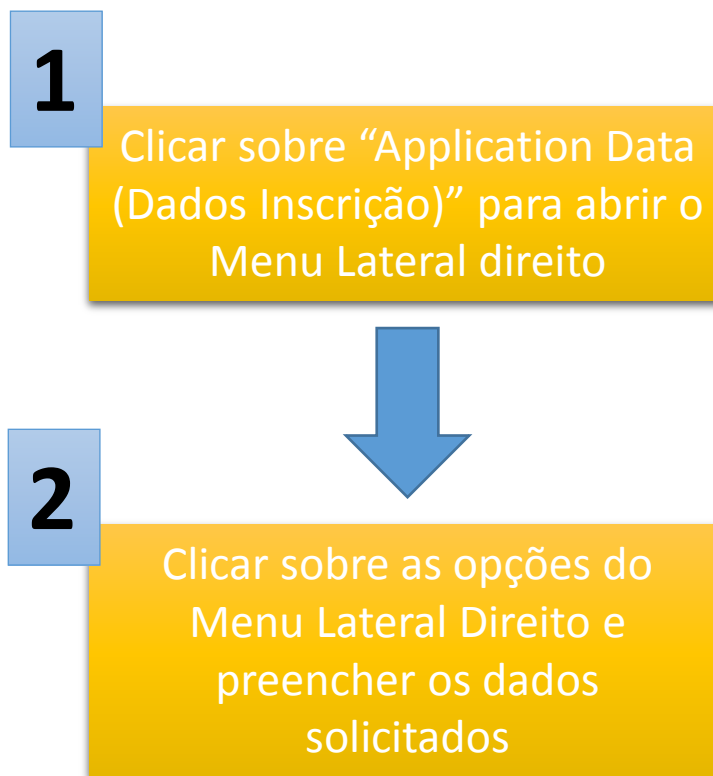 1
Clicar sobre “Application Data
(Dados Inscrição)” para abrir o
Menu Lateral direito
2
Clicar sobre as opções do
Menu Lateral Direito e
preencher os dados
solicitados